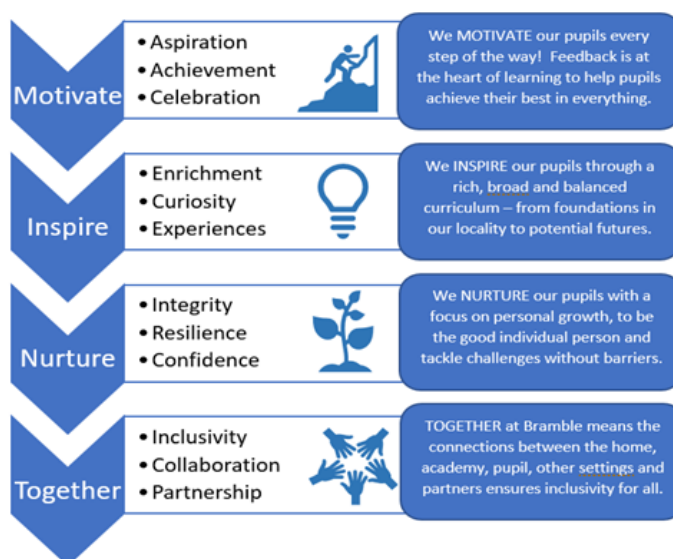 Motivate
• Aspiration
• Achievement
• Celebration
We MOTIVATE our pupils every
step of the way! Feedback is at
the heart of learning to help pupils
achieve their best in everything.
Inspire
• Enrichment
• Curiosity
• Experiences
We INSPIRE our pupils through a
rich, broad and balanced
curriculum – from foundations in
our locality to potential futures.
Nurture
• Integrity
• Resilience
• Confidence
We NURTURE our pupils with a
focus on personal growth, to be
the good individual person and
tackle challenges without barriers.
Together
• Inclusivity
• Collaboration
• Partnership
TOGETHER at Bramble means the
connections between the home,
academy, pupil, other settings and
partners ensures inclusivity for all.